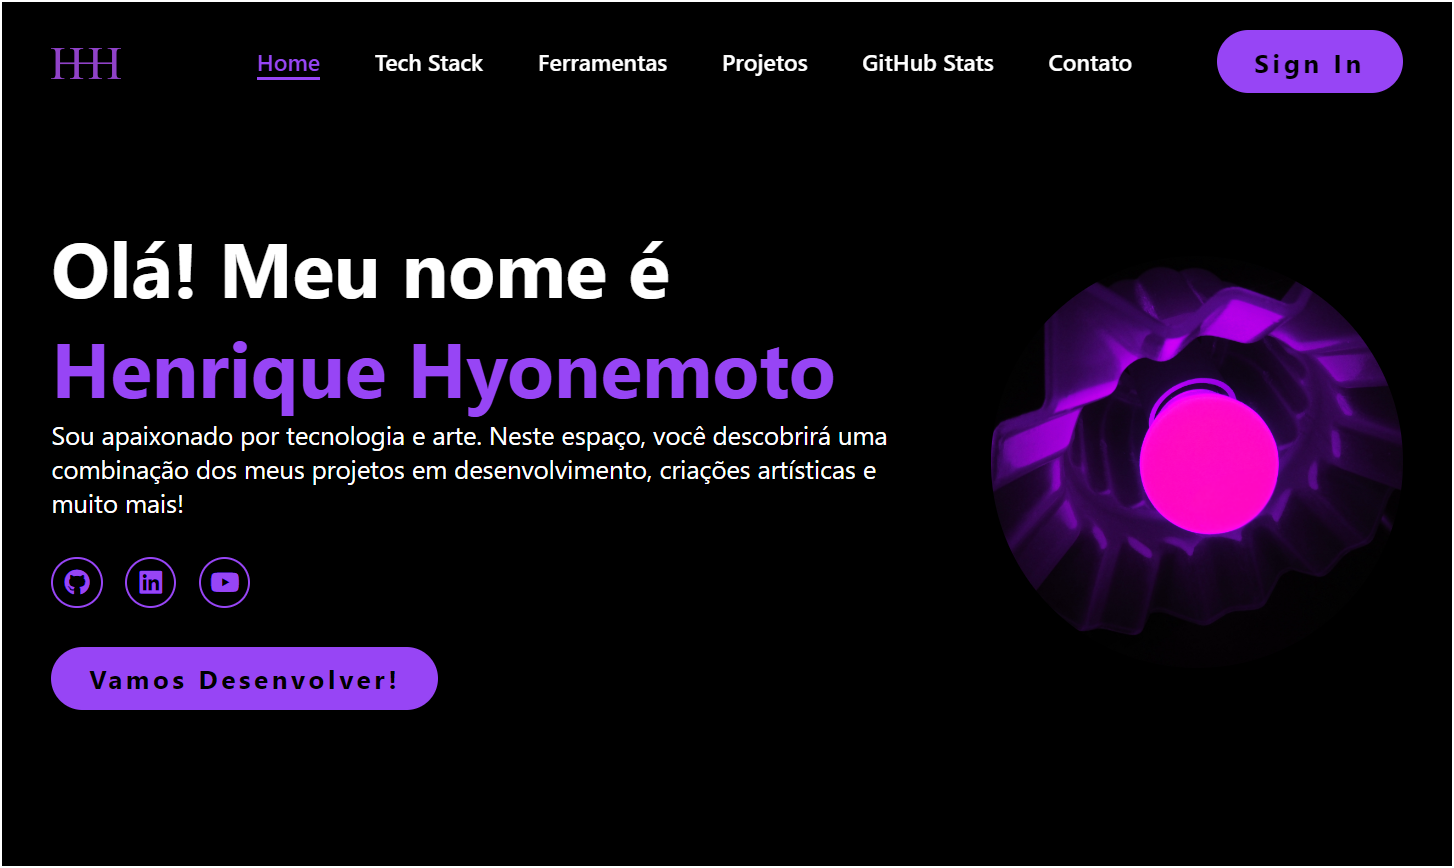 HH
Home
Tech Stack
Ferramentas
Projetos
GitHub Stats
Contato
Sign In
Olá! Meu nome é
Henrique Hyonemoto
Sou apaixonado por tecnologia e arte. Neste espaço, você descobrirá uma
combinação dos meus projetos em desenvolvimento, criações artísticas e
muito mais!
in
Vamos Desenvolver!